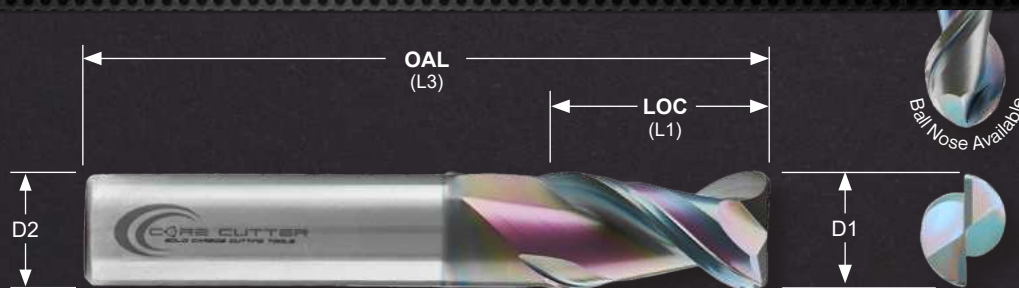 OAL
(L3)
LOC
(L1)
Ball Nose Available
D2
CORE CUTTER
SOLID CARBIDE CUTTING TOOLS
D1